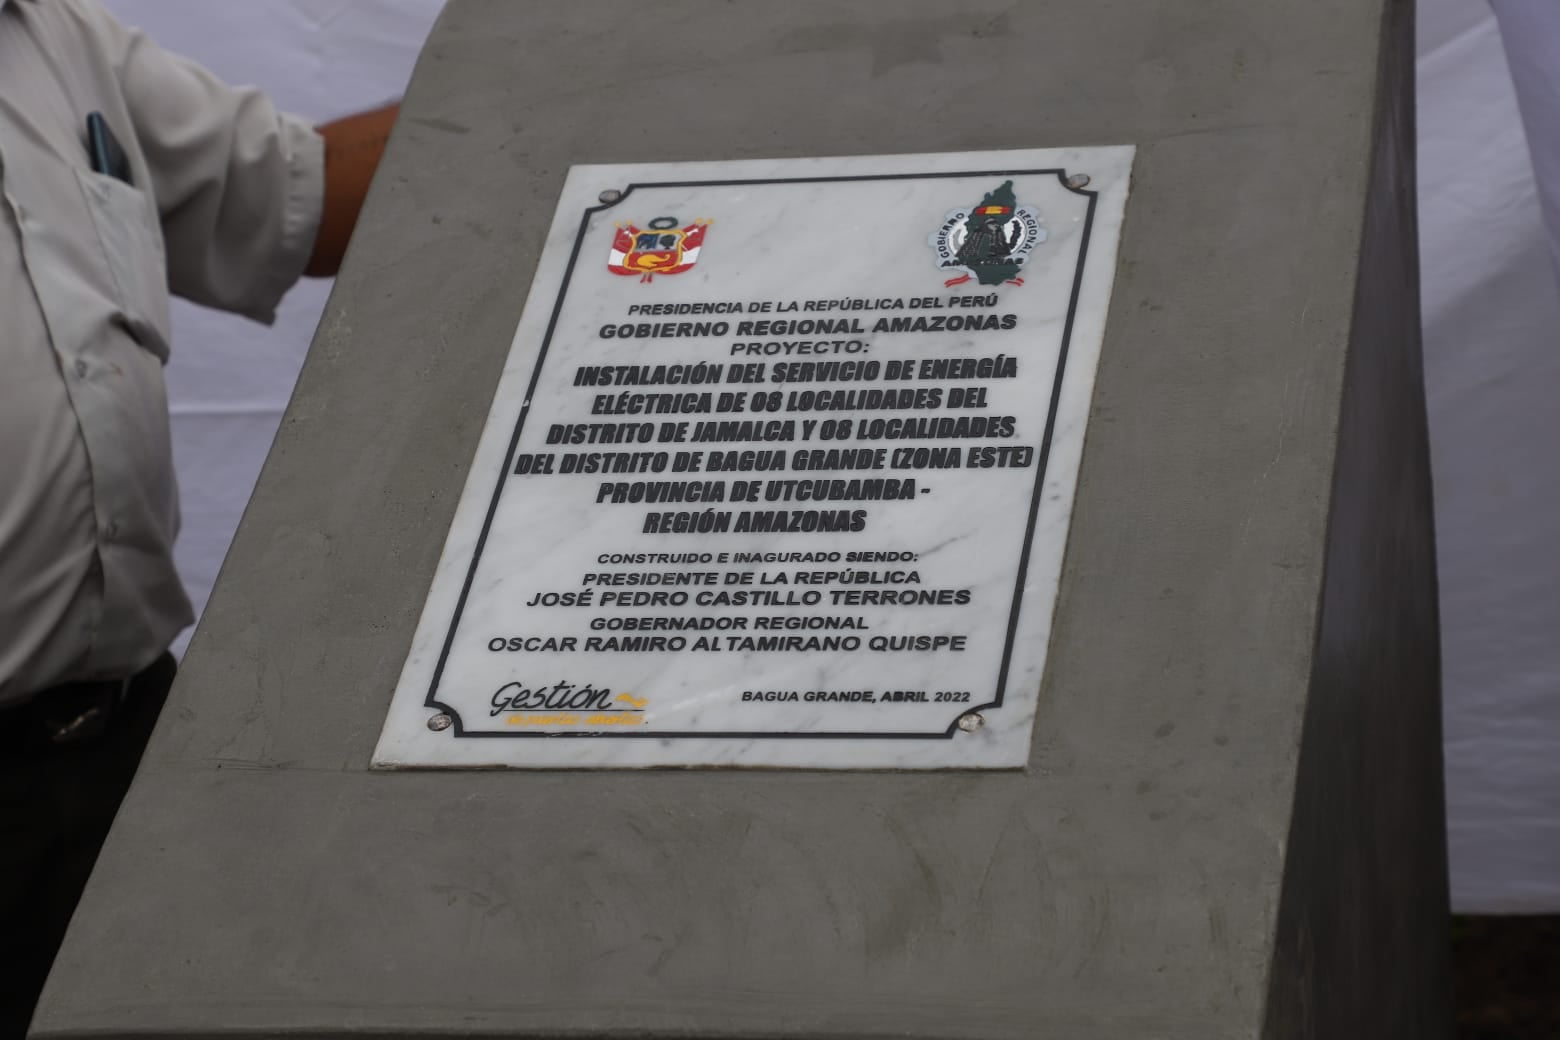 GOBIERNO REGIONAL
PRESIDENCIA DE LA REPÚBLICA DEL PERÚ
GOBIERNO REGIONAL AMAZONAS
PROYECTO:
INSTALACIÓN DEL SERVICIO DE ENERGÍA
ELÉCTRICA DE 08 LOCALIDADES DEL
DISTRITO DE JAMALCA Y 08 LOCALIDADES
DEL DISTRITO DE BAGUA GRANDE (ZONA ESTE)
PROVINCIA DE UTCUBAMBA -
REGIÓN AMAZONAS
CONSTRUIDO E INAGURADO SIENDO:
PRESIDENTE DE LA REPÚBLICA
JOSÉ PEDRO CASTILLO TERRONES
GOBERNADOR REGIONAL
OSCAR RAMIRO ALTAMIRANO QUISPE
Gestión
BAGUA GRANDE, ABRIL 2022